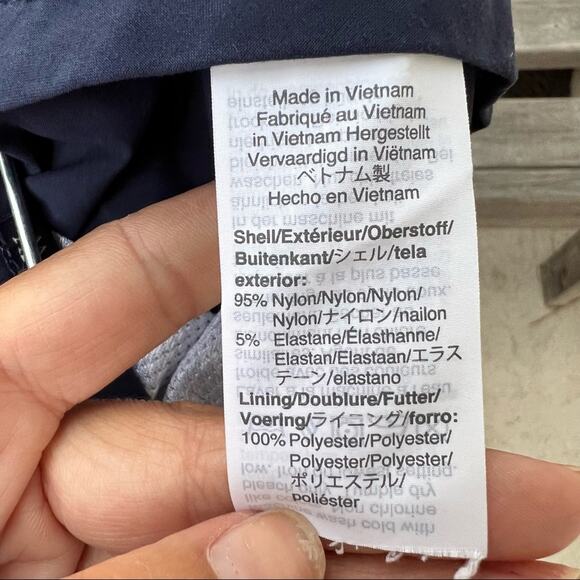 Made in Vietnam
Fabriqué au Vietnam
in Vietnam Hergestellt
Vervaardigd in Viëtnam
ベトナム製
Hecho en Vietnam
Shell/Extérieur/Oberstoff/
Buitenkant/シェル/tela
exterior:
95% Nylon/Nylon/Nylon/
Nylon/ナイロン/nailon
5% Elastane/Élasthanne/
Elastan/Elastaan/エラス
テーン/elastano
Lining/Doublure/Futter/
Voering/ライニング/forro:
100% Polyester/Polyester/
Polyester/Polyester/
ポリエステル/
poliéster